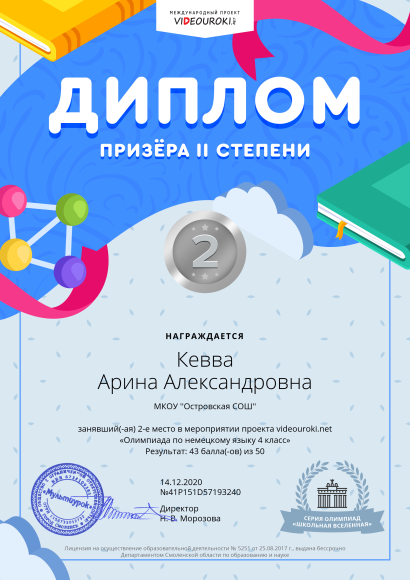 МЕЖДУНАРОДНЫЙ ПРОЕКТ
VIDEOUROKI.net
ДИПЛОМ
ПРИЗЁРА II СТЕПЕНИ
2
НАГРАЖДАЕТСЯ
Кевва
Арина Александровна
МКОУ "Островская СОШ"
занявший(-ая) 2-е место в мероприятии проекта videouroki.net
«Олимпиада по немецкому языку 4 класс»
Результат: 43 балла(-ов) из 50
14.12.2020
№41P151D57193240
Директор
Н. В. Морозова
«Мультиурок»
СЕРИЯ ОЛИМПИАД
«ШКОЛЬНАЯ ВСЕЛЕННАЯ»
Лицензия на осуществление образовательной деятельности № 5251 от 25.08.2017 г., выдана бессрочно
Департаментом Смоленской области по образованию и науке